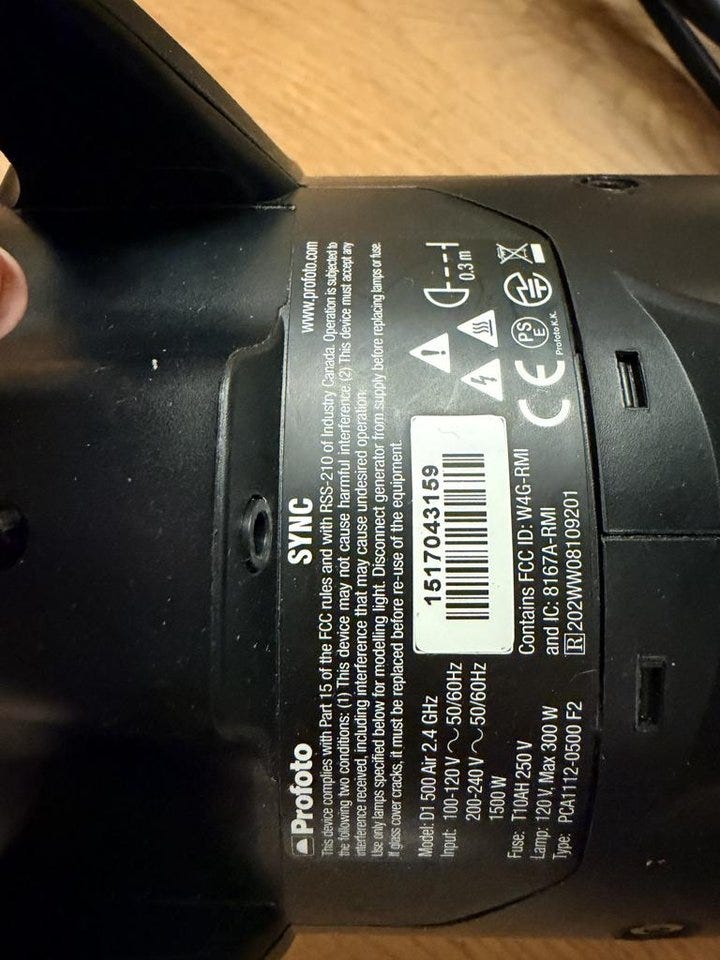 Profoto
SYNC
www.profoto.com
This device complies with Part 15 of the FCC rules and with RSS-210 of Industry Canada. Operation is subjected to
the following two conditions: (1) This device may not cause harmful interference. (2) This device must accept any
interference received, including interference that may cause undesired operation.
Use only lamps specified below for modelling light. Disconnect generator from supply before replacing lamps or fuse.
If glass cover cracks, it must be replaced before re-use of the equipment.
Model: D1 500 Air 2.4 GHz
Input: 100-120 V ~ 50/60Hz
200-240 V ~ 50/60Hz
1500 W
Fuse: T10AH 250 V
Lamp: 120 V, Max 300 W
Type: PCA1112-0500 F2
1517043159
Contains FCC ID: W4G-RMI
and IC: 8167A-RMI
R 202WW08109201
0.3 m
CE
PS
E
Profoto K.K.